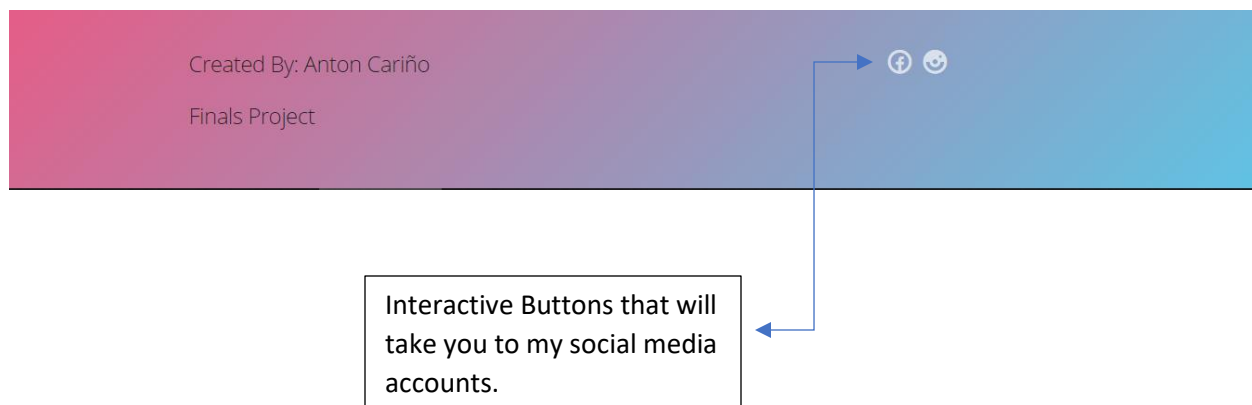 Created By: Anton Cariño
Finals Project
Interactive Buttons that will
take you to my social media
accounts.